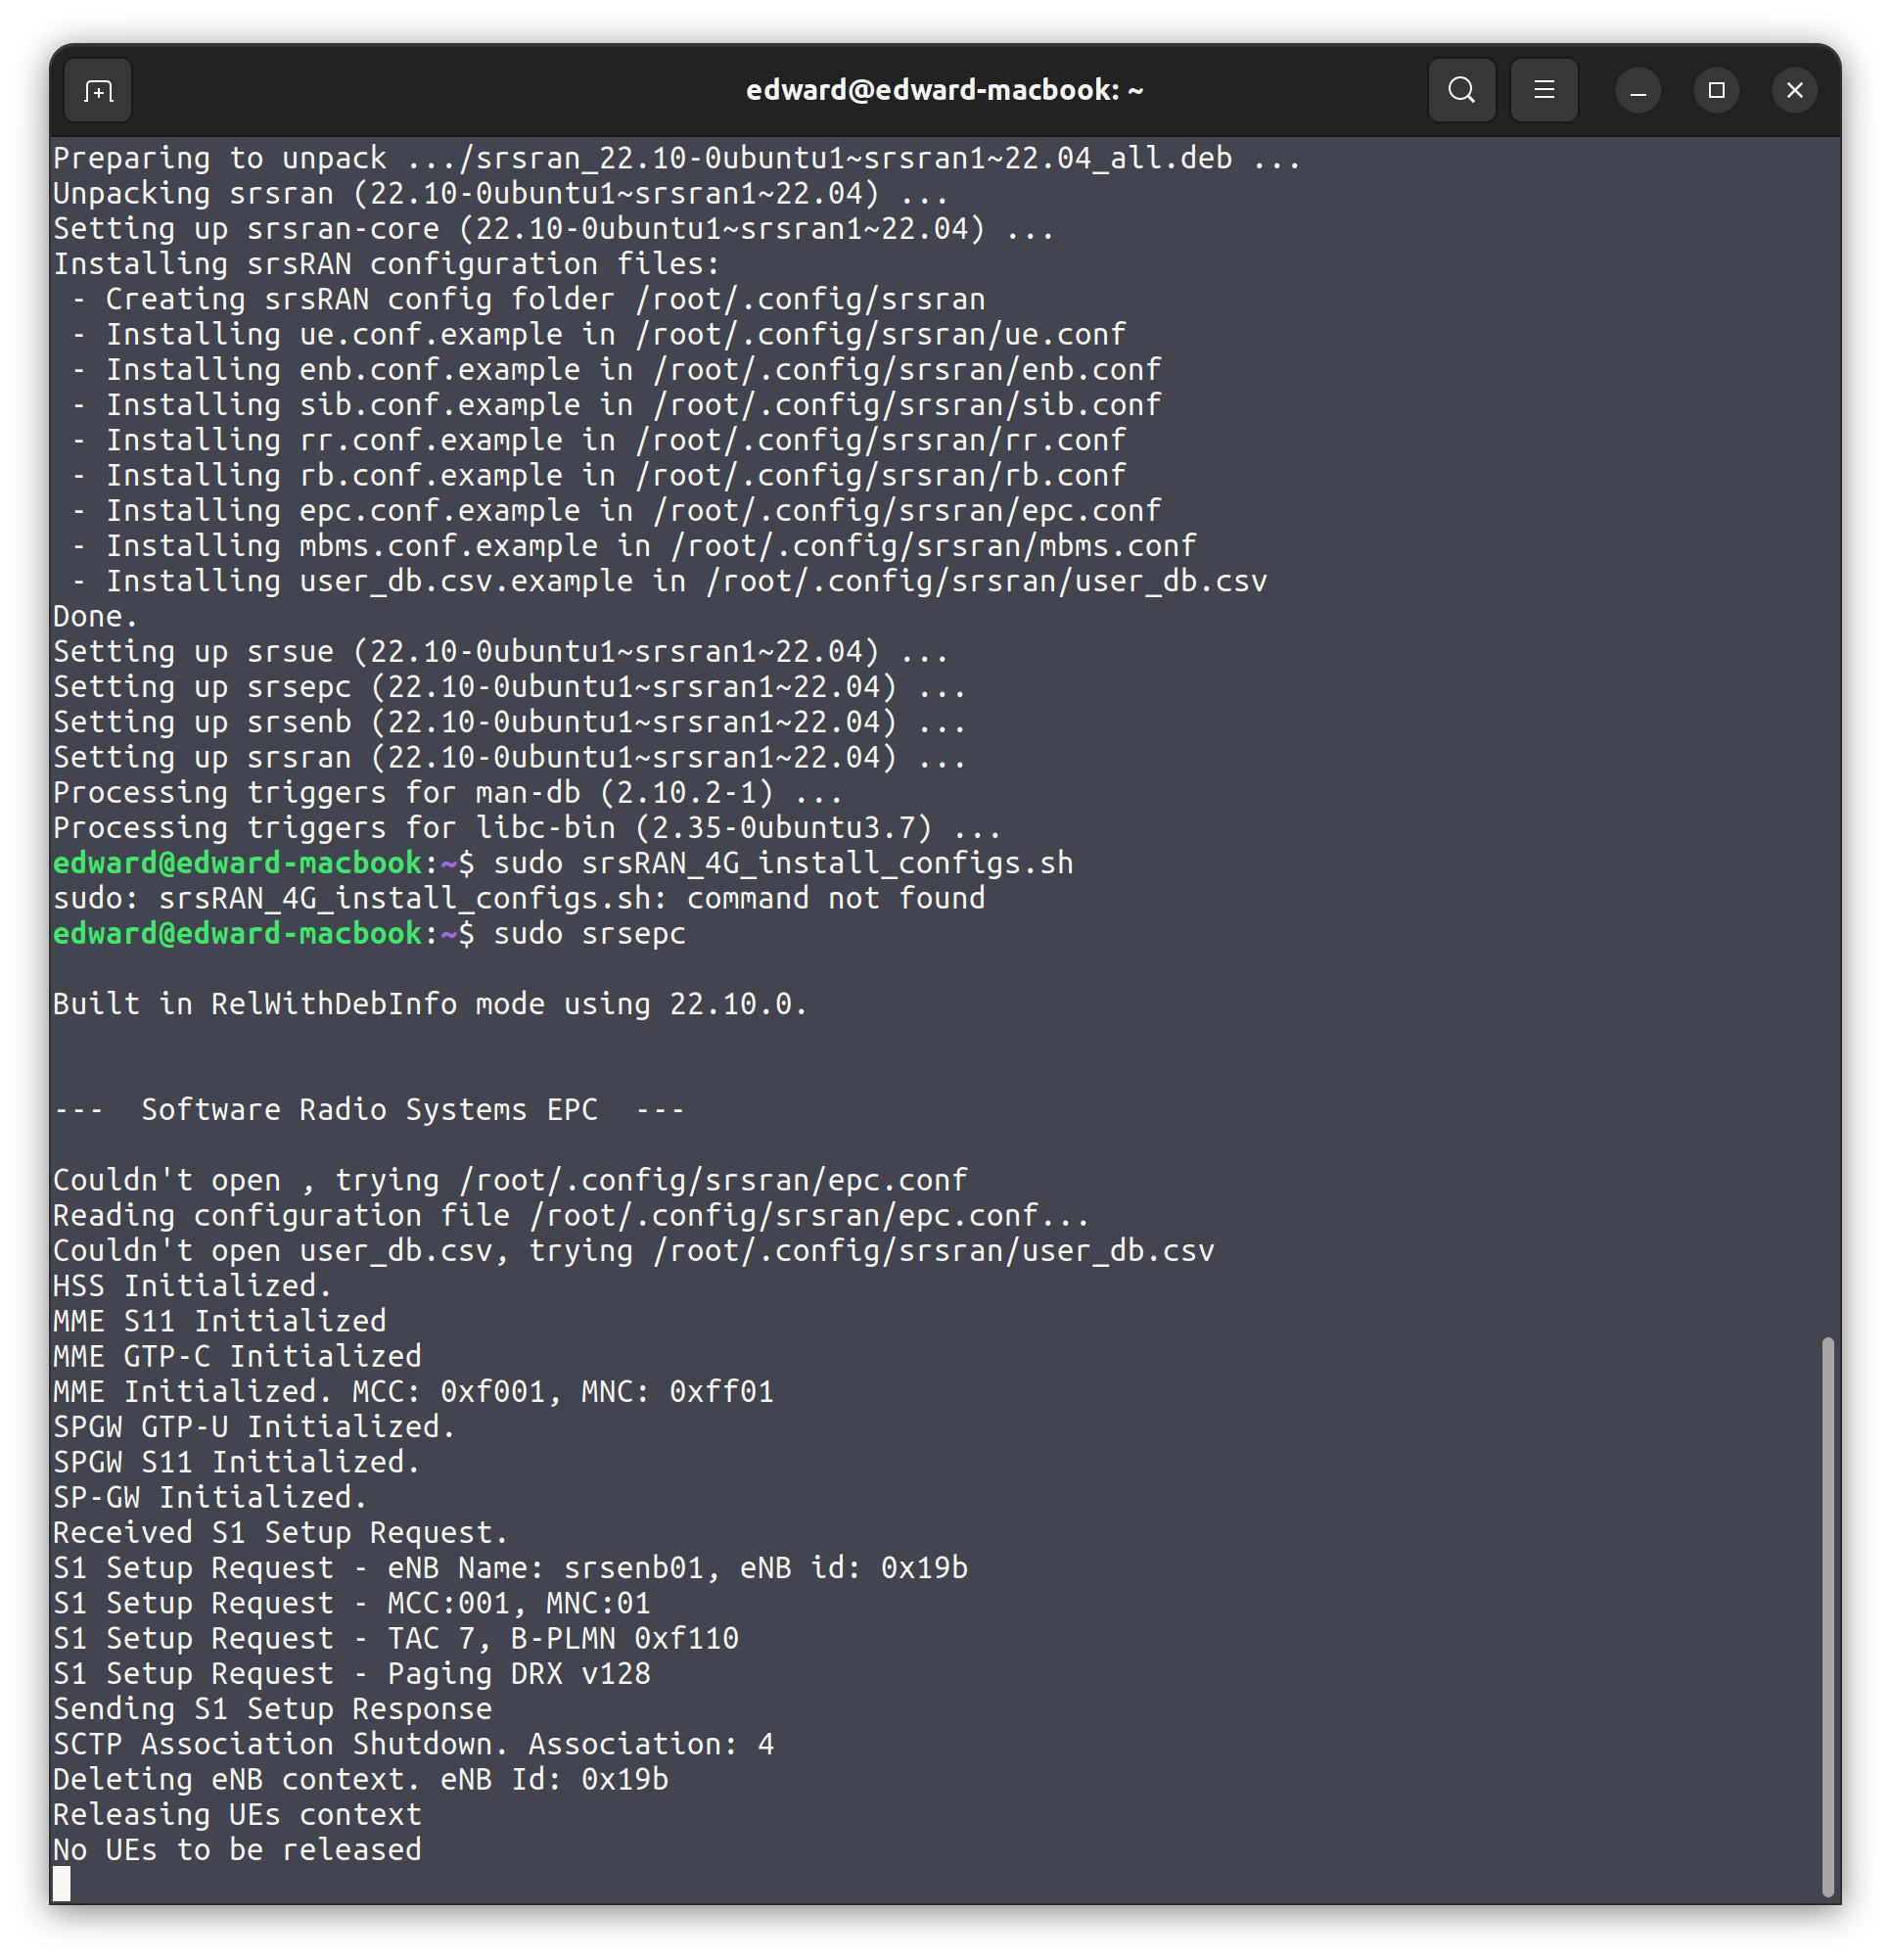 edward@edward-macbook: ~
Preparing to unpack .../srsran_22.10-0ubuntu1~srsran1~22.04_all.deb ...
Unpacking srsran (22.10-0ubuntu1~srsran1~22.04) ...
Setting up srsran-core (22.10-0ubuntu1~srsran1~22.04) ...
Installing srsRAN configuration files:
 - Creating srsRAN config folder /root/.config/srsran
 - Installing ue.conf.example in /root/.config/srsran/ue.conf
 - Installing enb.conf.example in /root/.config/srsran/enb.conf
 - Installing sib.conf.example in /root/.config/srsran/sib.conf
 - Installing rr.conf.example in /root/.config/srsran/rr.conf
 - Installing rb.conf.example in /root/.config/srsran/rb.conf
 - Installing epc.conf.example in /root/.config/srsran/epc.conf
 - Installing mbms.conf.example in /root/.config/srsran/mbms.conf
 - Installing user_db.csv.example in /root/.config/srsran/user_db.csv
Done.
Setting up srsue (22.10-0ubuntu1~srsran1~22.04) ...
Setting up srsepc (22.10-0ubuntu1~srsran1~22.04) ...
Setting up srsenb (22.10-0ubuntu1~srsran1~22.04) ...
Setting up srsran (22.10-0ubuntu1~srsran1~22.04) ...
Processing triggers for man-db (2.10.2-1) ...
Processing triggers for libc-bin (2.35-0ubuntu3.7) ...
edward@edward-macbook:~$ sudo srsRAN_4G_install_configs.sh
sudo: srsRAN_4G_install_configs.sh: command not found
edward@edward-macbook:~$ sudo srsepc
Built in RelWithDebInfo mode using 22.10.0.
---  Software Radio Systems EPC  ---
Couldn't open , trying /root/.config/srsran/epc.conf
Reading configuration file /root/.config/srsran/epc.conf...
Couldn't open user_db.csv, trying /root/.config/srsran/user_db.csv
HSS Initialized.
MME S11 Initialized
MME GTP-C Initialized
MME Initialized. MCC: 0xf001, MNC: 0xff01
SPGW GTP-U Initialized.
SPGW S11 Initialized.
SP-GW Initialized.
Received S1 Setup Request.
S1 Setup Request - eNB Name: srsenb01, eNB id: 0x19b
S1 Setup Request - MCC:001, MNC:01
S1 Setup Request - TAC 7, B-PLMN 0xf110
S1 Setup Request - Paging DRX v128
Sending S1 Setup Response
SCTP Association Shutdown. Association: 4
Deleting eNB context. eNB Id: 0x19b
Releasing UEs context
No UEs to be released